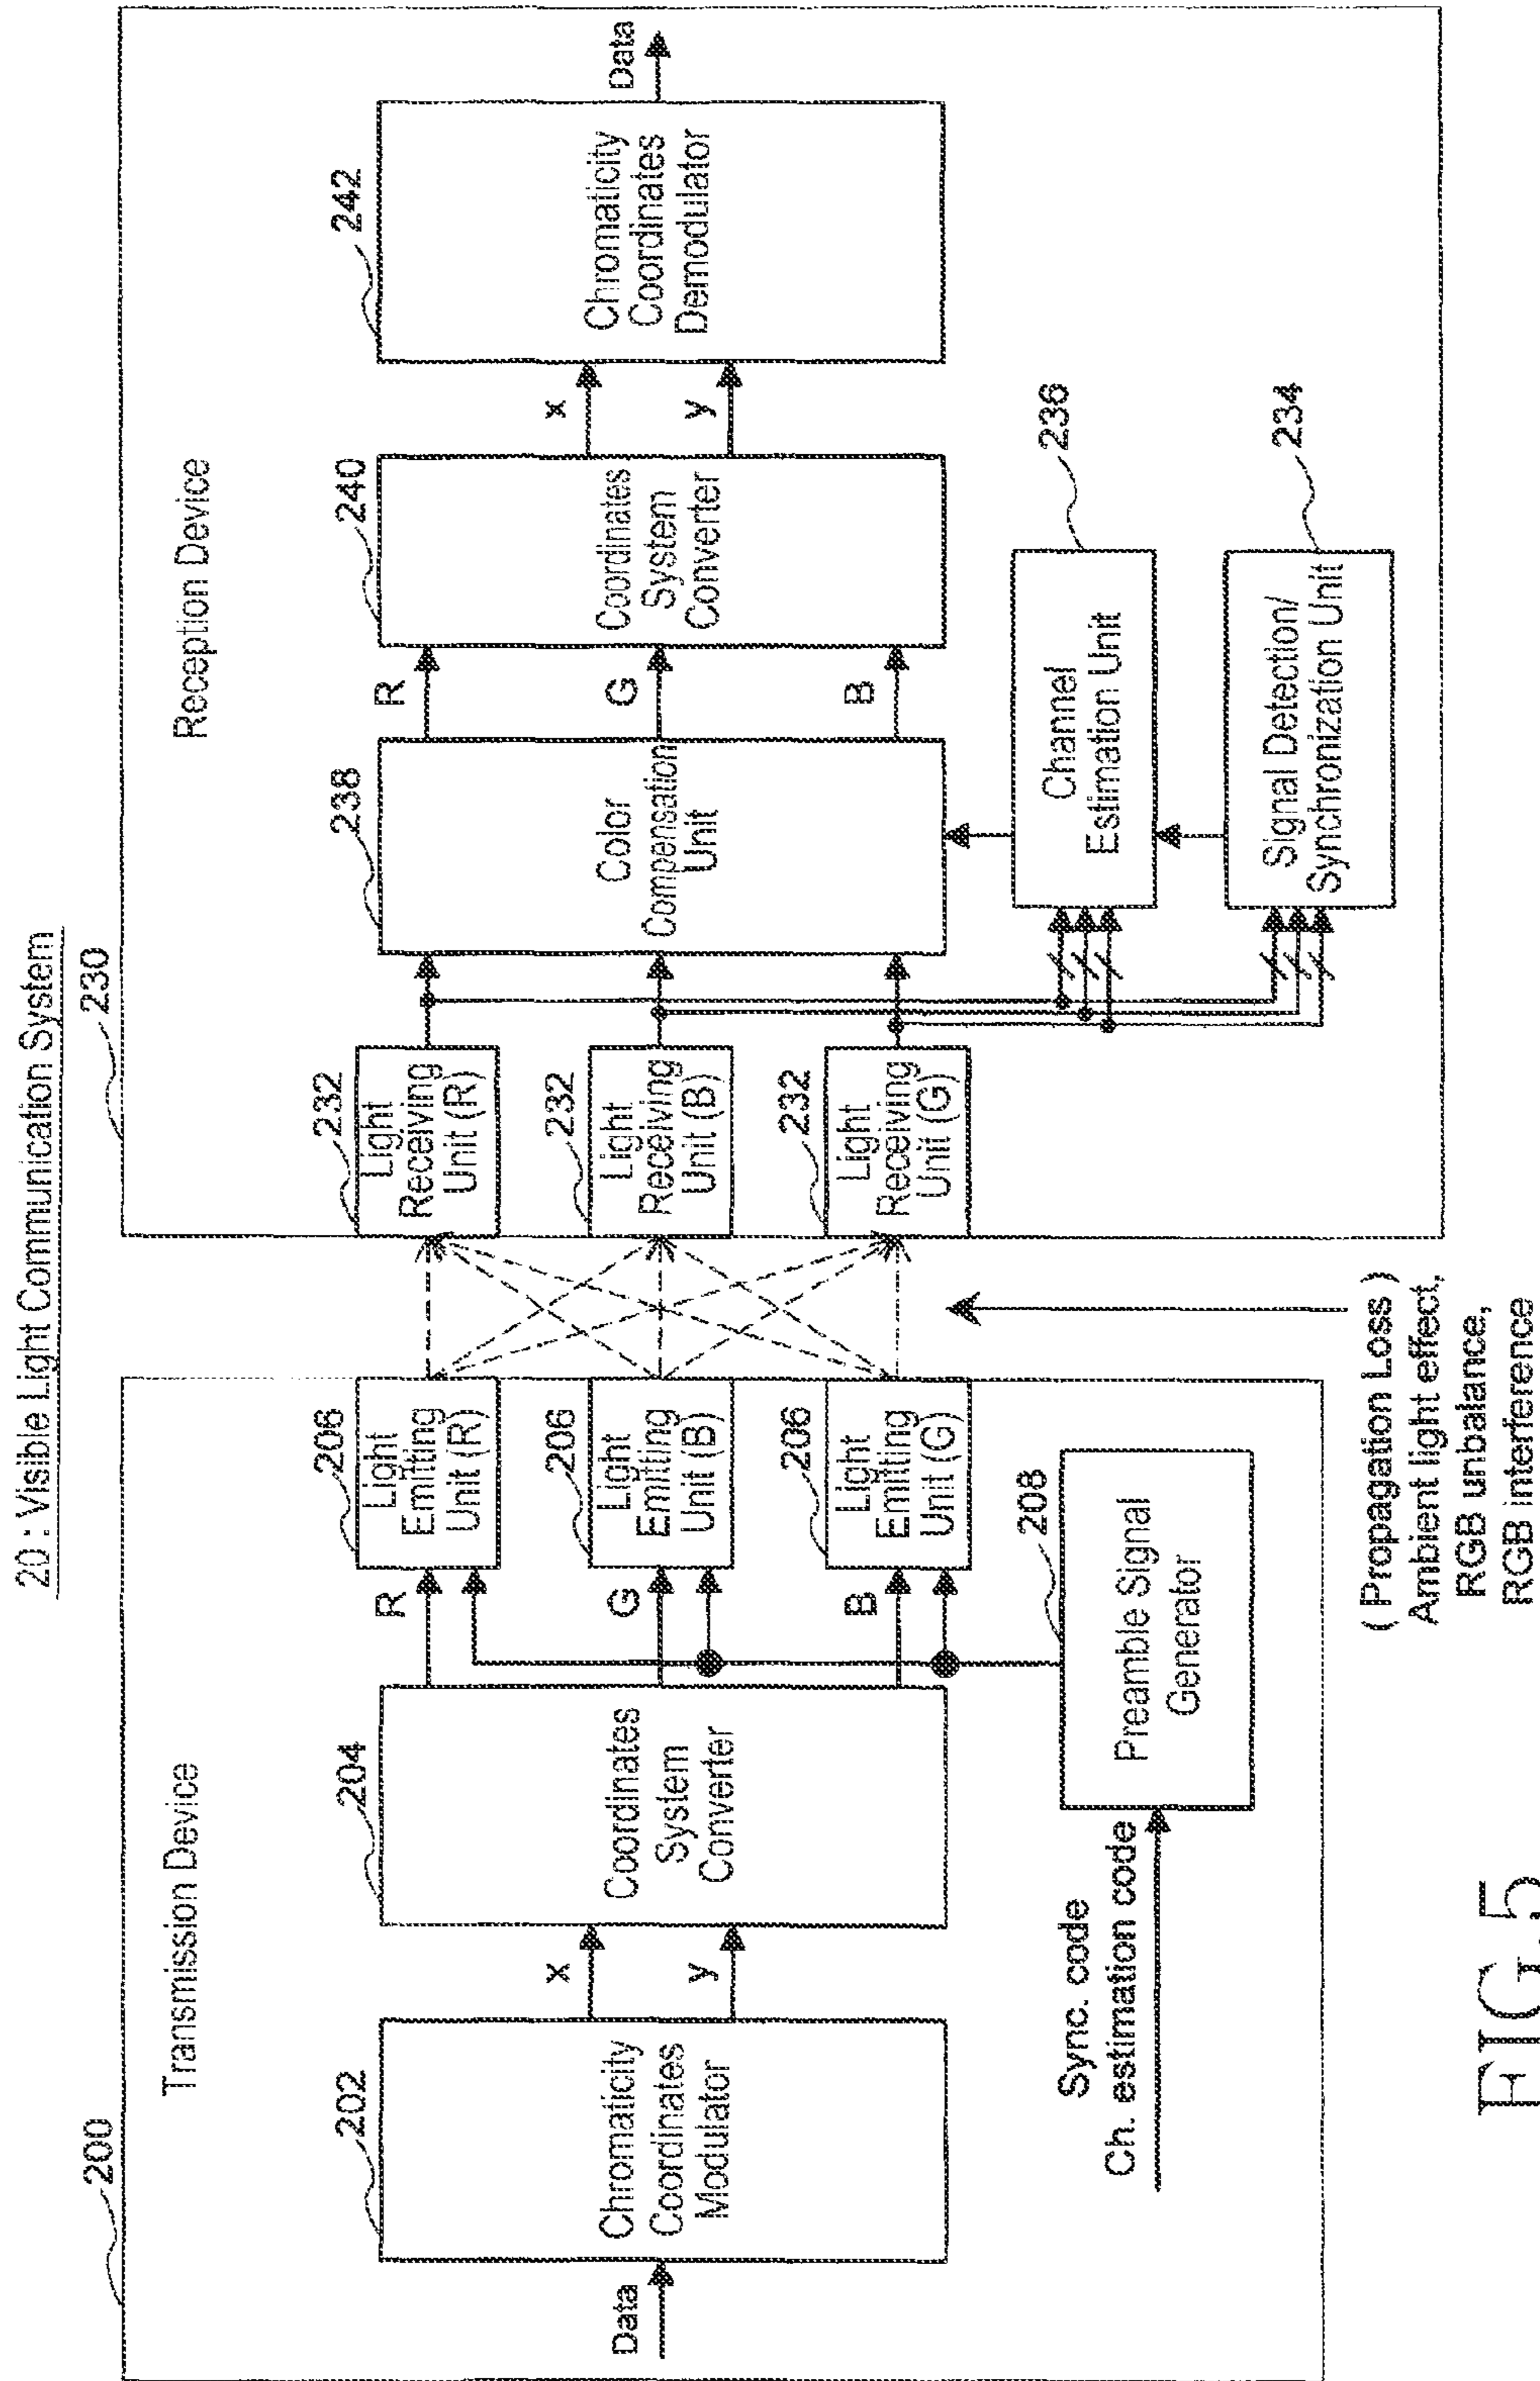 20 : Visible Light Communication System
200
Transmission Device
Data
202
Chromaticity
Coordinates
Modulator
x
y
204
Coordinates
System
Converter
R
G
B
206
Light
Emitting
Unit (R)
206
Light
Emitting
Unit (B)
206
Light
Emitting
Unit (G)
Sync. code
Ch. estimation code
208
Preamble Signal
Generator
( Propagation Loss )
Ambient light effect,
RGB unbalance,
RGB interference
230
Reception Device
232
Light
Receiving
Unit (R)
232
Light
Receiving
Unit (B)
232
Light
Receiving
Unit (G)
238
Color
Compensation
Unit
R
G
B
240
Coordinates
System
Converter
x
y
242
Chromaticity
Coordinates
Demodulator
Data
236
Channel
Estimation Unit
234
Signal Detection/
Synchronization Unit
FIG.5